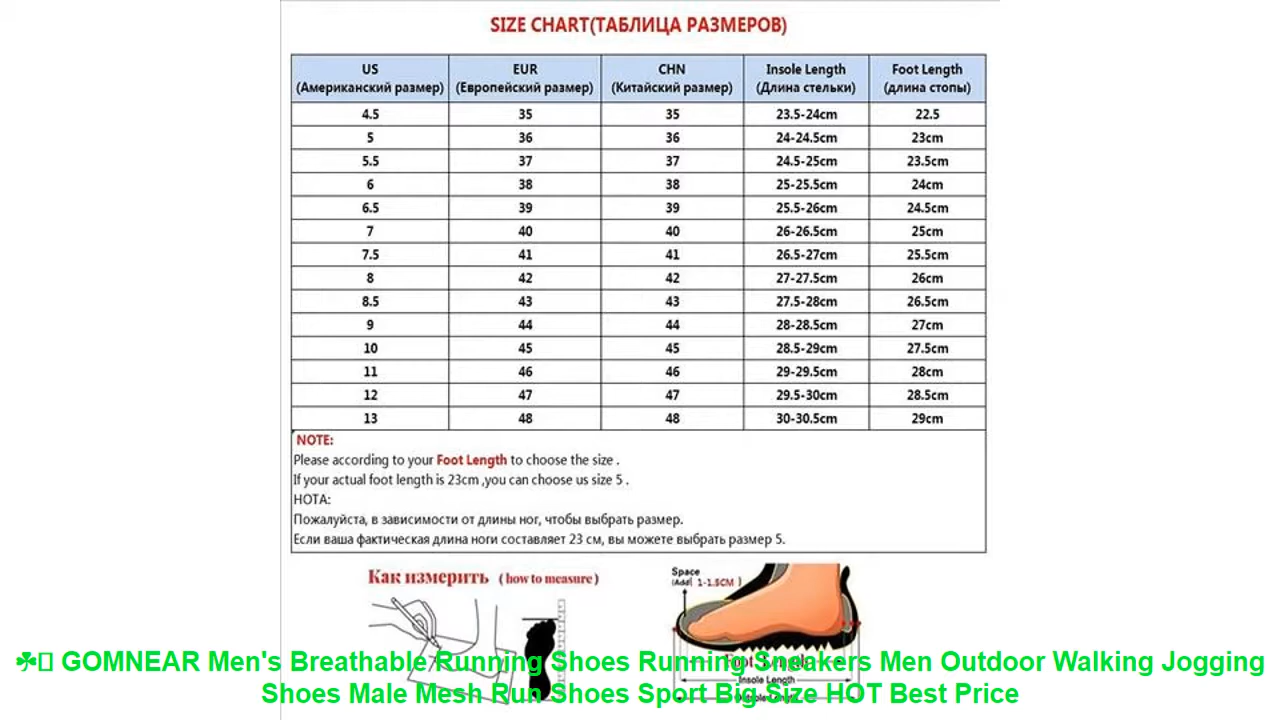 SIZE CHART(ТАБЛИЦА РАЗМЕРОВ)
US EUR CHN Insole Length Foot Length
(Американский размер) (Европейский размер) (Китайский размер) (Длина стельки) (длина стопы)
4.5 35 35 23.5-24cm 22.5
5 36 36 24-24.5cm 23cm
5.5 37 37 24.5-25cm 23.5cm
6 38 38 25-25.5cm 24cm
6.5 39 39 25.5-26cm 24.5cm
7 40 40 26-26.5cm 25cm
7.5 41 41 26.5-27cm 25.5cm
8 42 42 27-27.5cm 26cm
8.5 43 43 27.5-28cm 26.5cm
9 44 44 28-28.5cm 27cm
10 45 45 28.5-29cm 27.5cm
11 46 46 29-29.5cm 28cm
12 47 47 29.5-30cm 28.5cm
13 48 48 30-30.5cm 29cm
NOTE:
Please according to your Foot Length to choose the size .
If your actual foot length is 23cm ,you can choose us size 5 .
НОТА:
Пожалуйста, в зависимости от длины ног, чтобы выбрать размер.
Если ваша фактическая длина ноги составляет 23 см, вы можете выбрать размер 5.
Как измерить ( how to measure )
Space
(Add( 1-1.5CM )
☘ GOMNEAR Men's Breathable Running Shoes Running Sneakers Men Outdoor Walking Jogging
Shoes Male Mesh Run Shoes Sport Big Size HOT Best Price
Foot Length
Insole Length